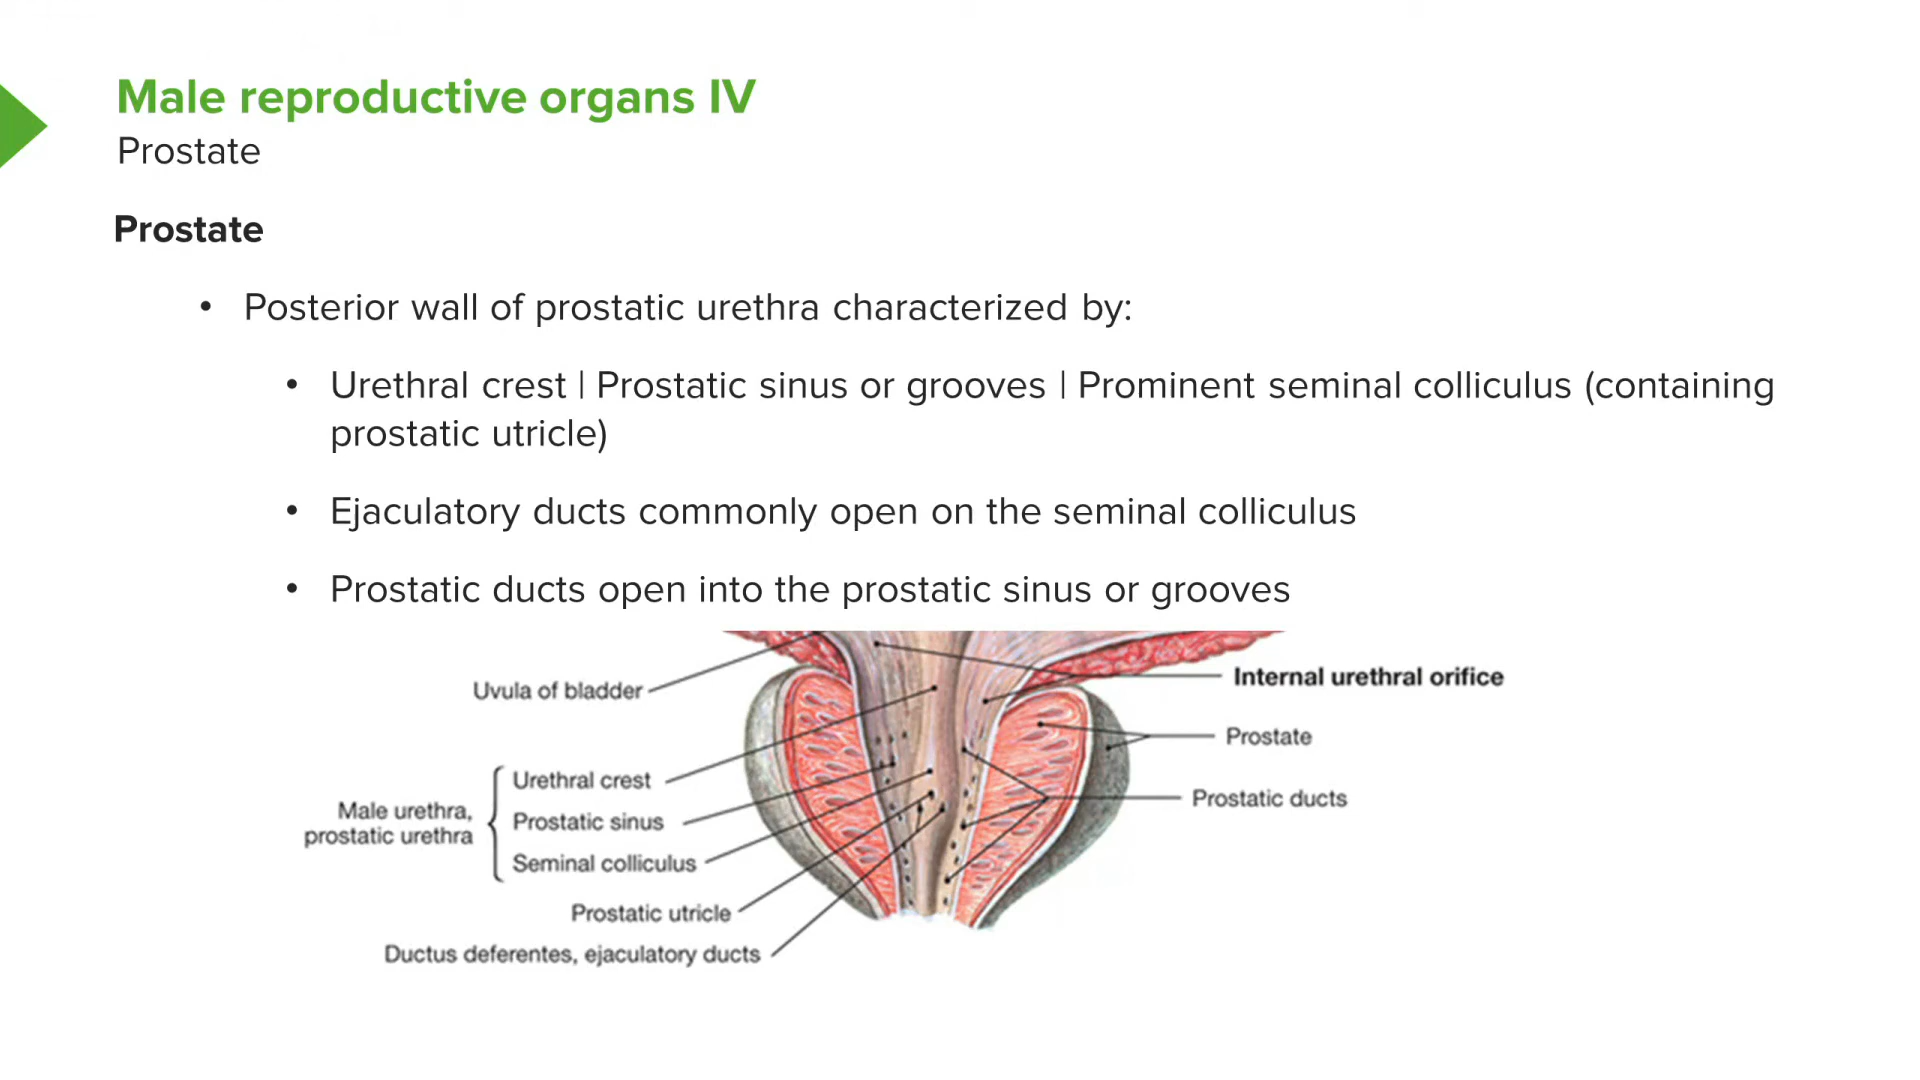 Male reproductive organs IV
Prostate
Prostate
• Posterior wall of prostatic urethra characterized by:
• Urethral crest | Prostatic sinus or grooves | Prominent seminal colliculus (containing
prostatic utricle)
• Ejaculatory ducts commonly open on the seminal colliculus
• Prostatic ducts open into the prostatic sinus or grooves
Uvula of bladder
Internal urethral orifice
Prostate
Urethral crest
Male urethra,
prostatic urethra
Prostatic sinus
Prostatic ducts
Seminal colliculus
Prostatic utricle
Ductus deferentes, ejaculatory ducts